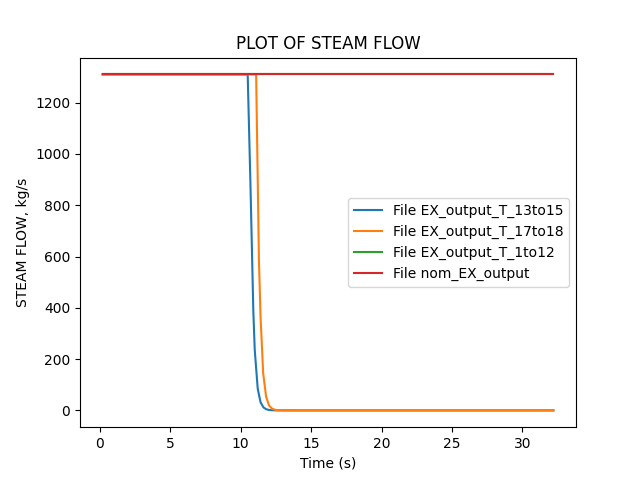 PLOT OF STEAM FLOW
STEAM FLOW, kg/s
1200
1000
800
600
400
200
0
File EX_output_T_13to15
File EX_output_T_17to18
File EX_output_T_1to12
File nom_EX_output
0 5 10 15 20 25 30
Time (s)